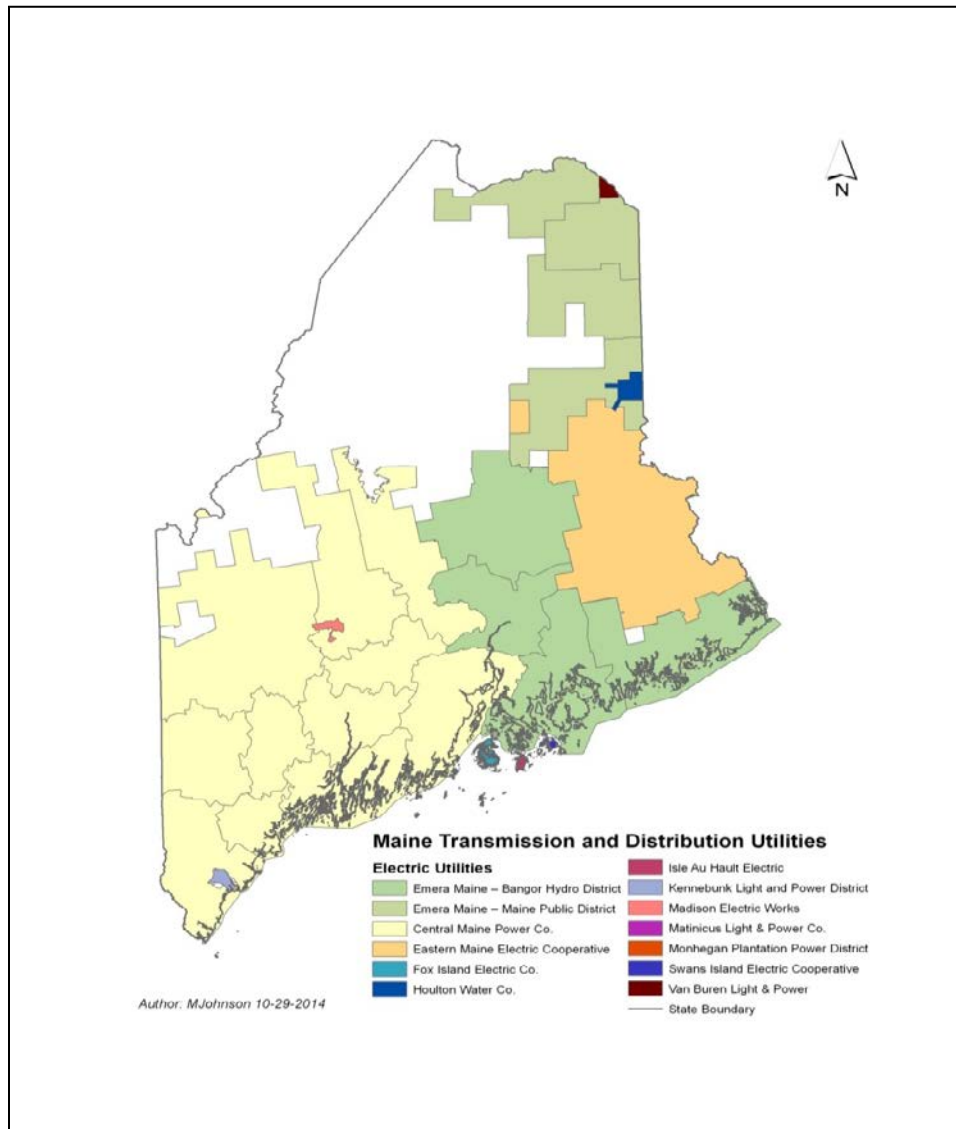 N
Maine Transmission and Distribution Utilities
Electric Utilities
Emera Maine – Bangor Hydro District
Emera Maine – Maine Public District
Central Maine Power Co.
Eastern Maine Electric Cooperative
Fox Island Electric Co.
Houlton Water Co.
Isle Au Hault Electric
Kennebunk Light and Power District
Madison Electric Works
Matinicus Light & Power Co.
Monhegan Plantation Power District
Swans Island Electric Cooperative
Van Buren Light & Power
State Boundary
Author: MJohnson 10-29-2014